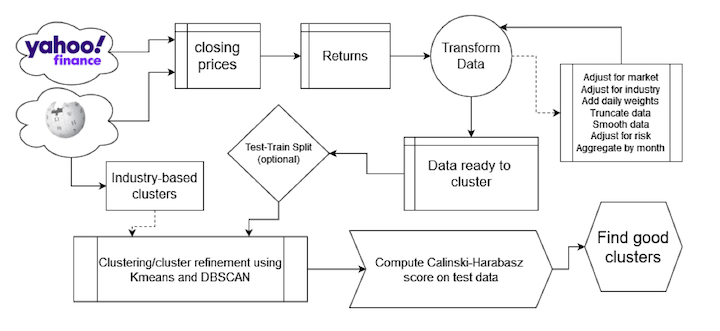 yahoo!
finance
closing
prices
Returns
Transform
Data
Adjust for market
Adjust for industry
Add daily weights
Truncate data
Smooth data
Adjust for risk
Aggregate by month
Test-Train Split
(optional)
Data ready to
cluster
Industry-based
clusters
Clustering/cluster refinement using
Kmeans and DBSCAN
Compute Calinski-Harabasz
score on test data
Find good
clusters